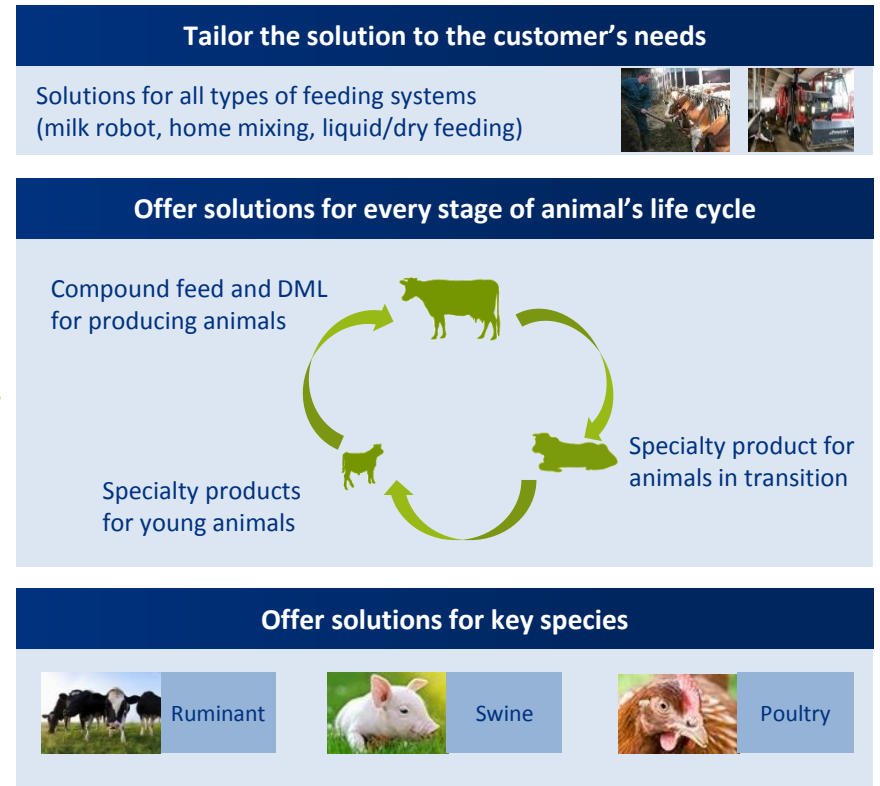 Tailor the solution to the customer’s needs
Solutions for all types of feeding systems
(milk robot, home mixing, liquid/dry feeding)
Offer solutions for every stage of animal’s life cycle
Compound feed and DML
for producing animals
Specialty product for
animals in transition
Specialty products
for young animals
Offer solutions for key species
Ruminant
Swine
Poultry